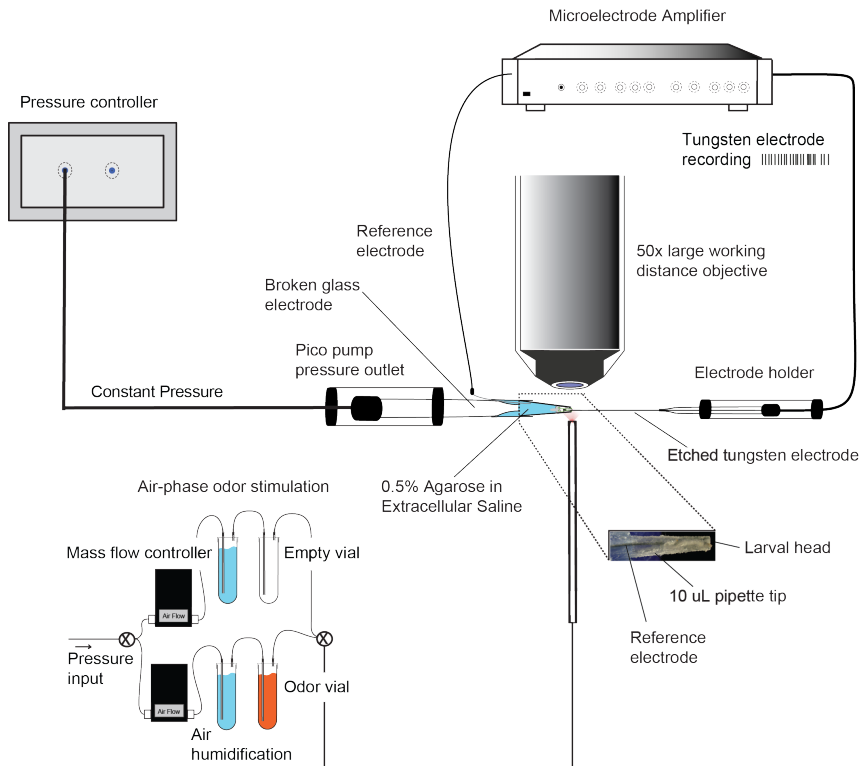 Microelectrode Amplifier
Pressure controller
Tungsten electrode
recording
Reference
electrode
50x large working
distance objective
Broken glass
electrode
Pico pump
pressure outlet
Electrode holder
Constant Pressure
Etched tungsten electrode
Air-phase odor stimulation
0.5% Agarose in
Extracellular Saline
Mass flow controller
Empty vial
Larval head
10 uL pipette tip
Air Flow
Reference
electrode
Pressure
input
Odor vial
Air Flow
Air
humidification